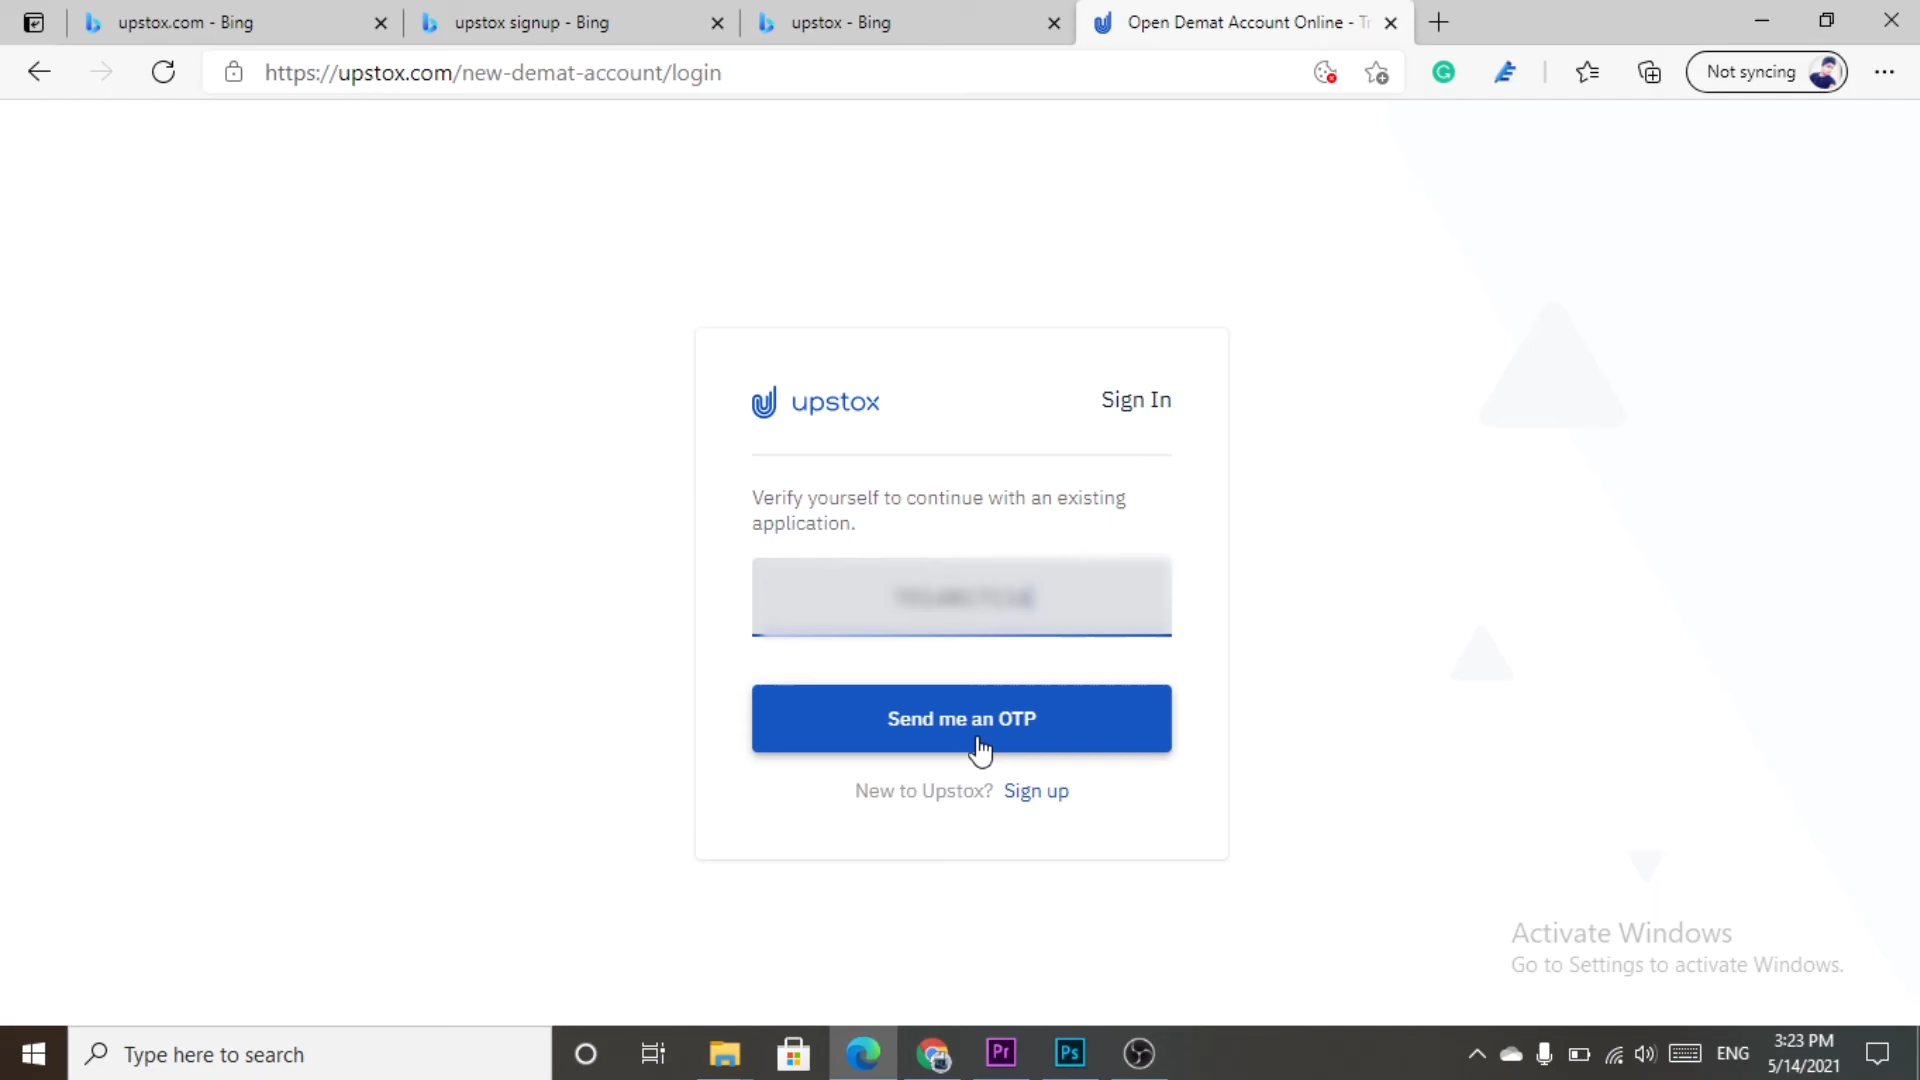 upstox.com - Bing
upstox signup - Bing
upstox - Bing
Open Demat Account Online -
https://upstox.com/new-demat-account/login
Not syncing
upstox
Sign In
Verify yourself to continue with an existing
application.
Send me an OTP
New to Upstox? Sign up
Activate Windows
Go to Settings to activate Windows.
Type here to search
Pr
Ps
ENG
3:23 PM
5/14/2021